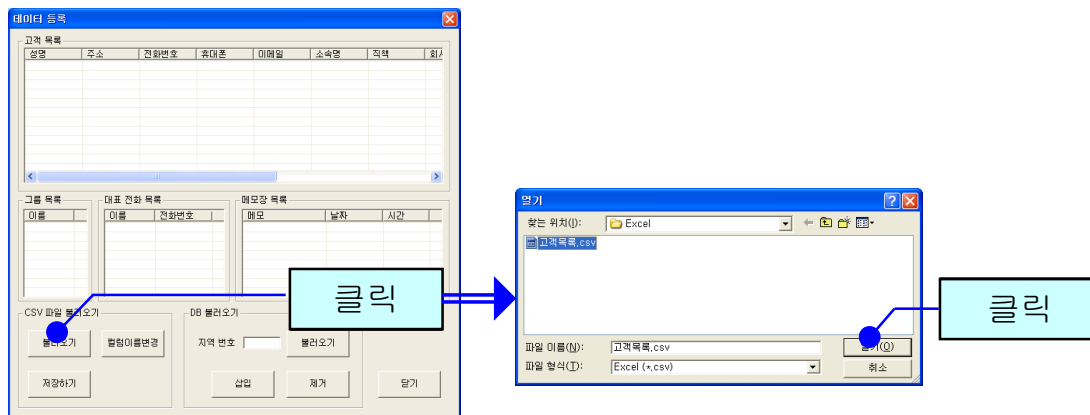 데이터 등록
고객 목록
성명 주소 전화번호 휴대폰 이메일 소속명 직책 회사
그룹 목록
이름
대표 전화 목록
이름 전화번호
메모장 목록
메모 날짜 시간
클릭
CSV 파일 불러오기
불러오기 컬럼이름변경
저장하기
DB 불러오기
지역 번호 불러오기
삽입 제거 닫기
열기
찾는 위치(I): Excel
고객목록.csv
파일 이름(N): 고객목록.csv 열기(O)
파일 형식(T): Excel (*.csv) 취소
클릭